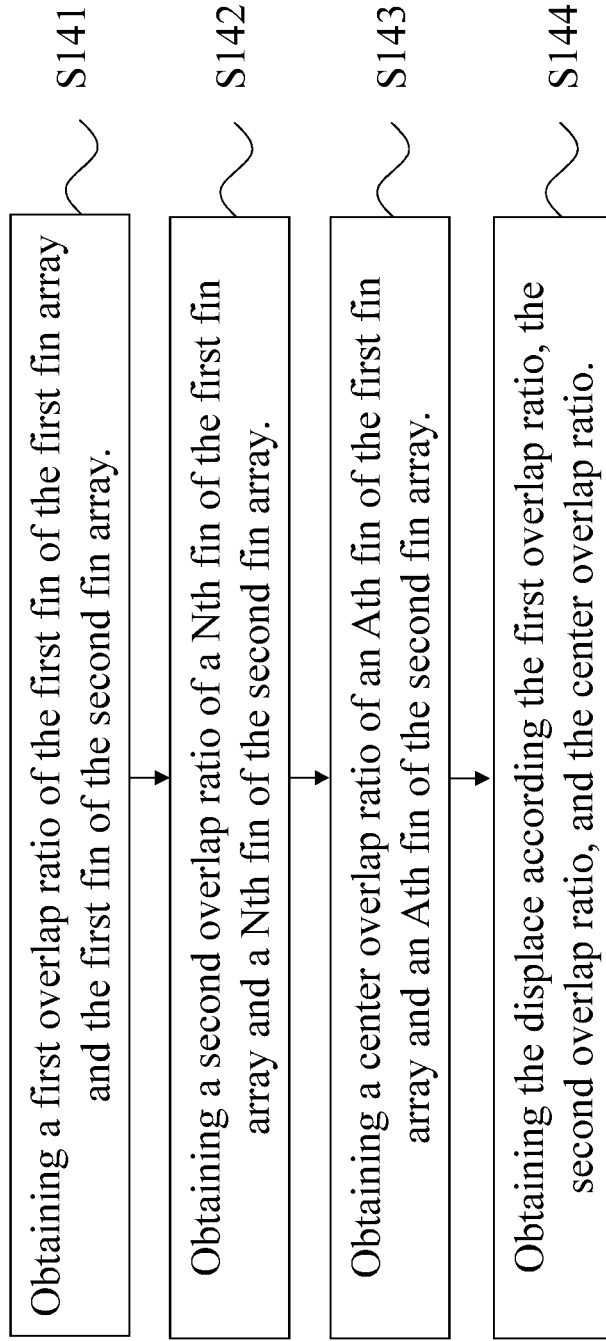 Obtaining a first overlap ratio of the first fin of the first fin array
and the first fin of the second fin array.
S141
Obtaining a second overlap ratio of a Nth fin of the first fin
array and a Nth fin of the second fin array.
S142
Obtaining a center overlap ratio of an Ath fin of the first fin
array and an Ath fin of the second fin array.
S143
Obtaining the displace according the first overlap ratio, the
second overlap ratio, and the center overlap ratio.
S144